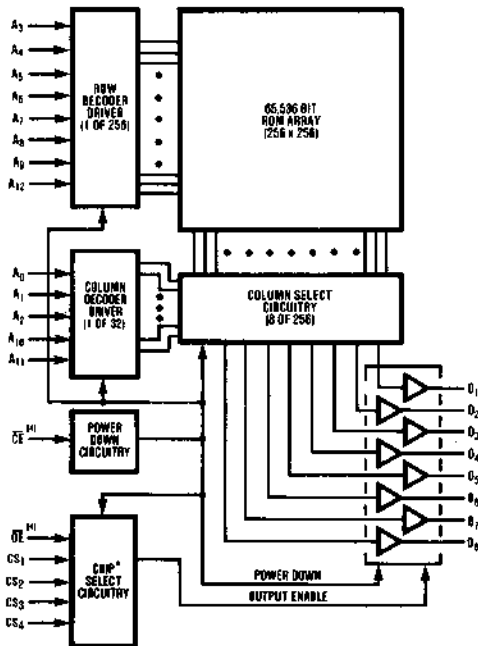 A3
A4
A5
A6
A7
A8
A9
A12
ROW
DECODER
DRIVER
(1 OF 256)
65,536 BIT
ROM ARRAY
(256 x 256)
A0
A1
A2
A10
A11
COLUMN
DECODER
DRIVER
(1 OF 32)
COLUMN SELECT
CIRCUITRY
(8 OF 256)
CE
POWER
DOWN
CIRCUITRY
O1
O2
O3
O4
O5
O6
O7
O8
OE
CS1
CS2
CS3
CS4
CHIP*
SELECT
CIRCUITRY
POWER DOWN
OUTPUT ENABLE